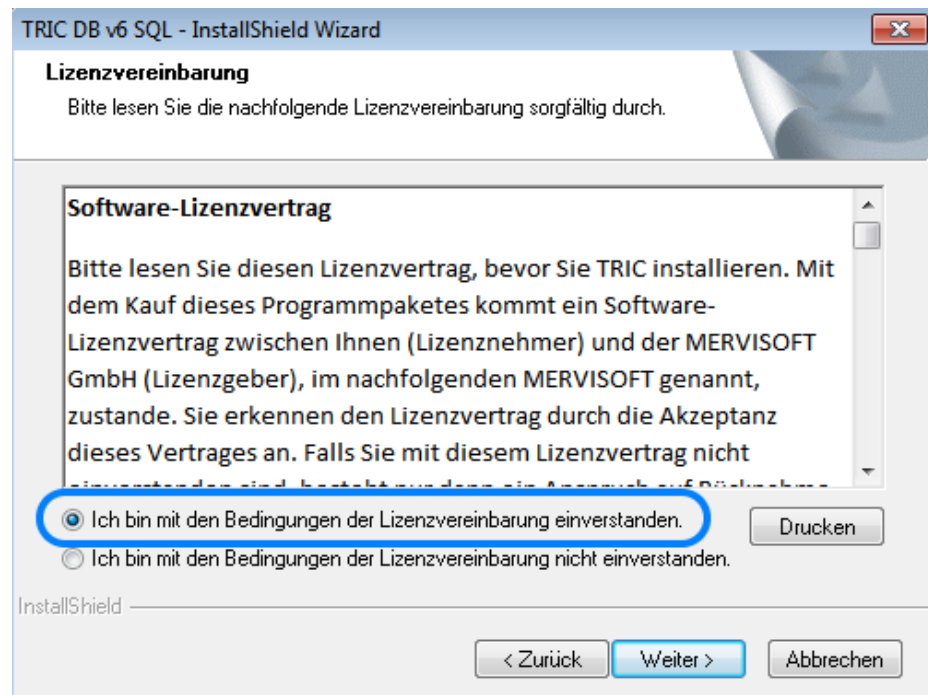 TRIC DB v6 SQL - InstallShield Wizard
Lizenzvereinbarung
Bitte lesen Sie die nachfolgende Lizenzvereinbarung sorgfältig durch.
Software-Lizenzvertrag
Bitte lesen Sie diesen Lizenzvertrag, bevor Sie TRIC installieren. Mit
dem Kauf dieses Programmpaketes kommt ein Software-
Lizenzvertrag zwischen Ihnen (Lizenznehmer) und der MERVISOFT
GmbH (Lizenzgeber), im nachfolgenden MERVISOFT genannt,
zustande. Sie erkennen den Lizenzvertrag durch die Akzeptanz
dieses Vertrages an. Falls Sie mit diesem Lizenzvertrag nicht
Ich bin mit den Bedingungen der Lizenzvereinbarung einverstanden.
Drucken
Ich bin mit den Bedingungen der Lizenzvereinbarung nicht einverstanden.
InstallShield
< Zurück
Weiter >
Abbrechen